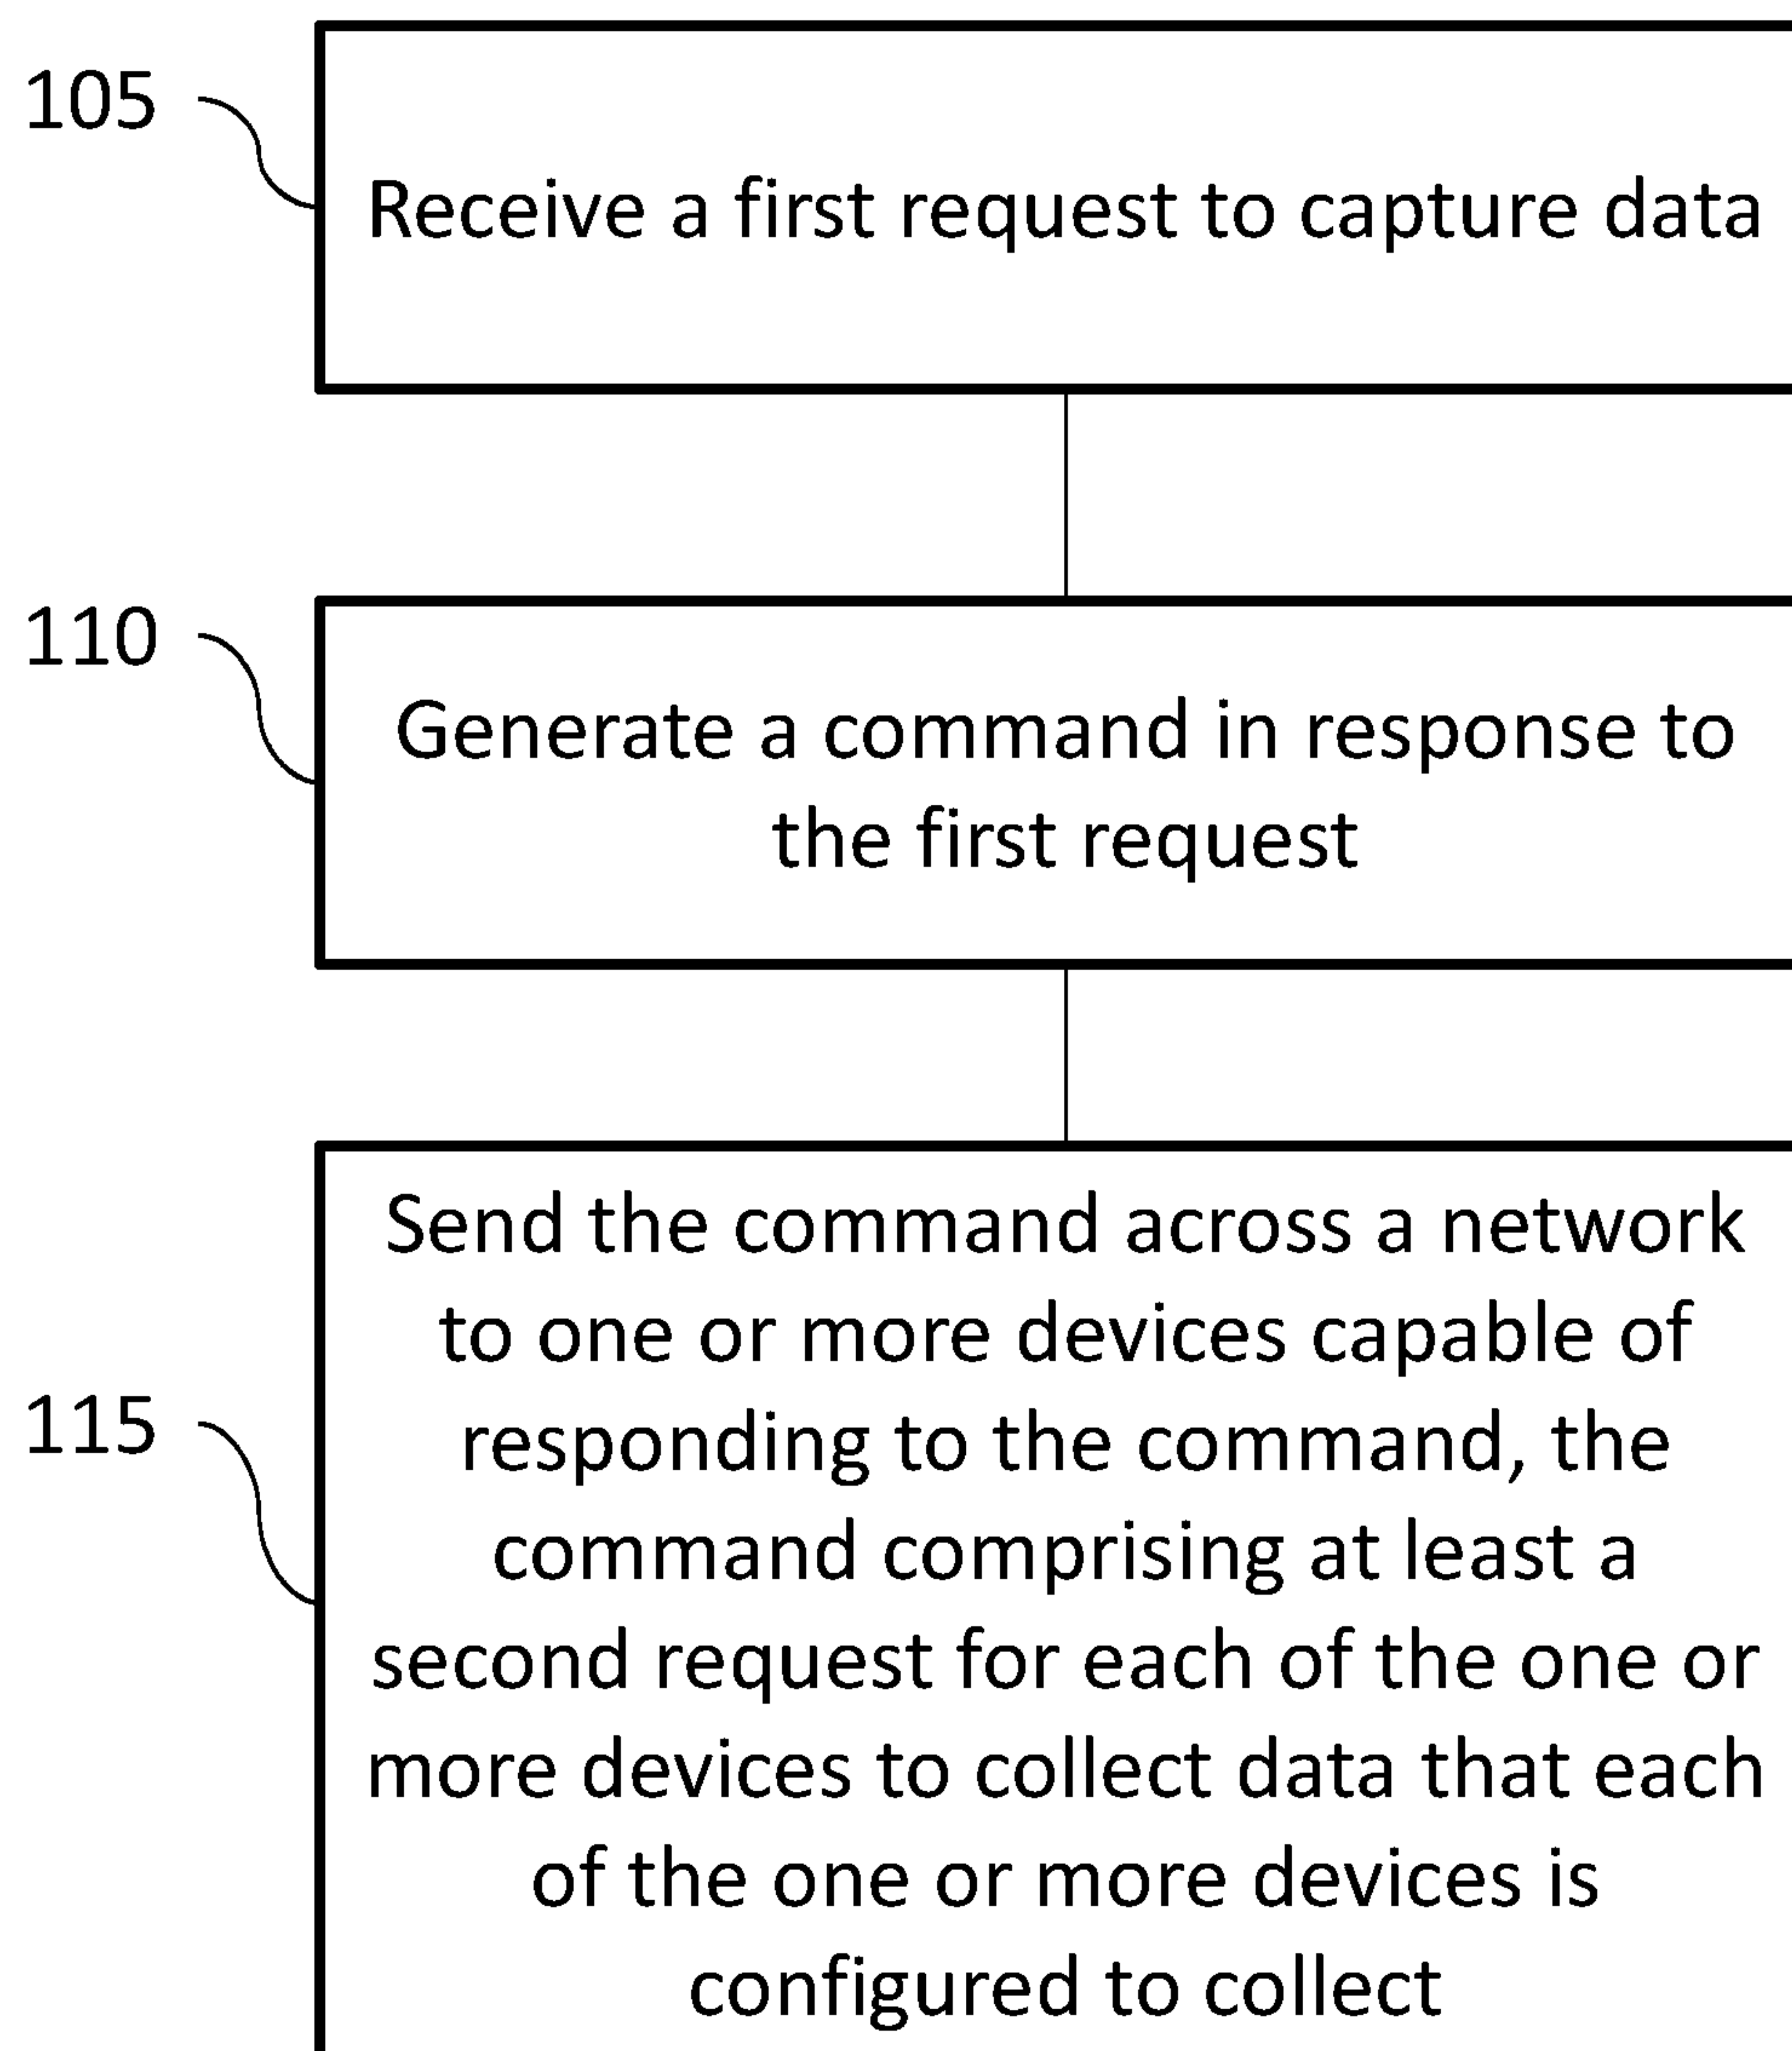 105
Receive a first request to capture data
110
Generate a command in response to
the first request
115
Send the command across a network
to one or more devices capable of
responding to the command, the
command comprising at least a
second request for each of the one or
more devices to collect data that each
of the one or more devices is
configured to collect